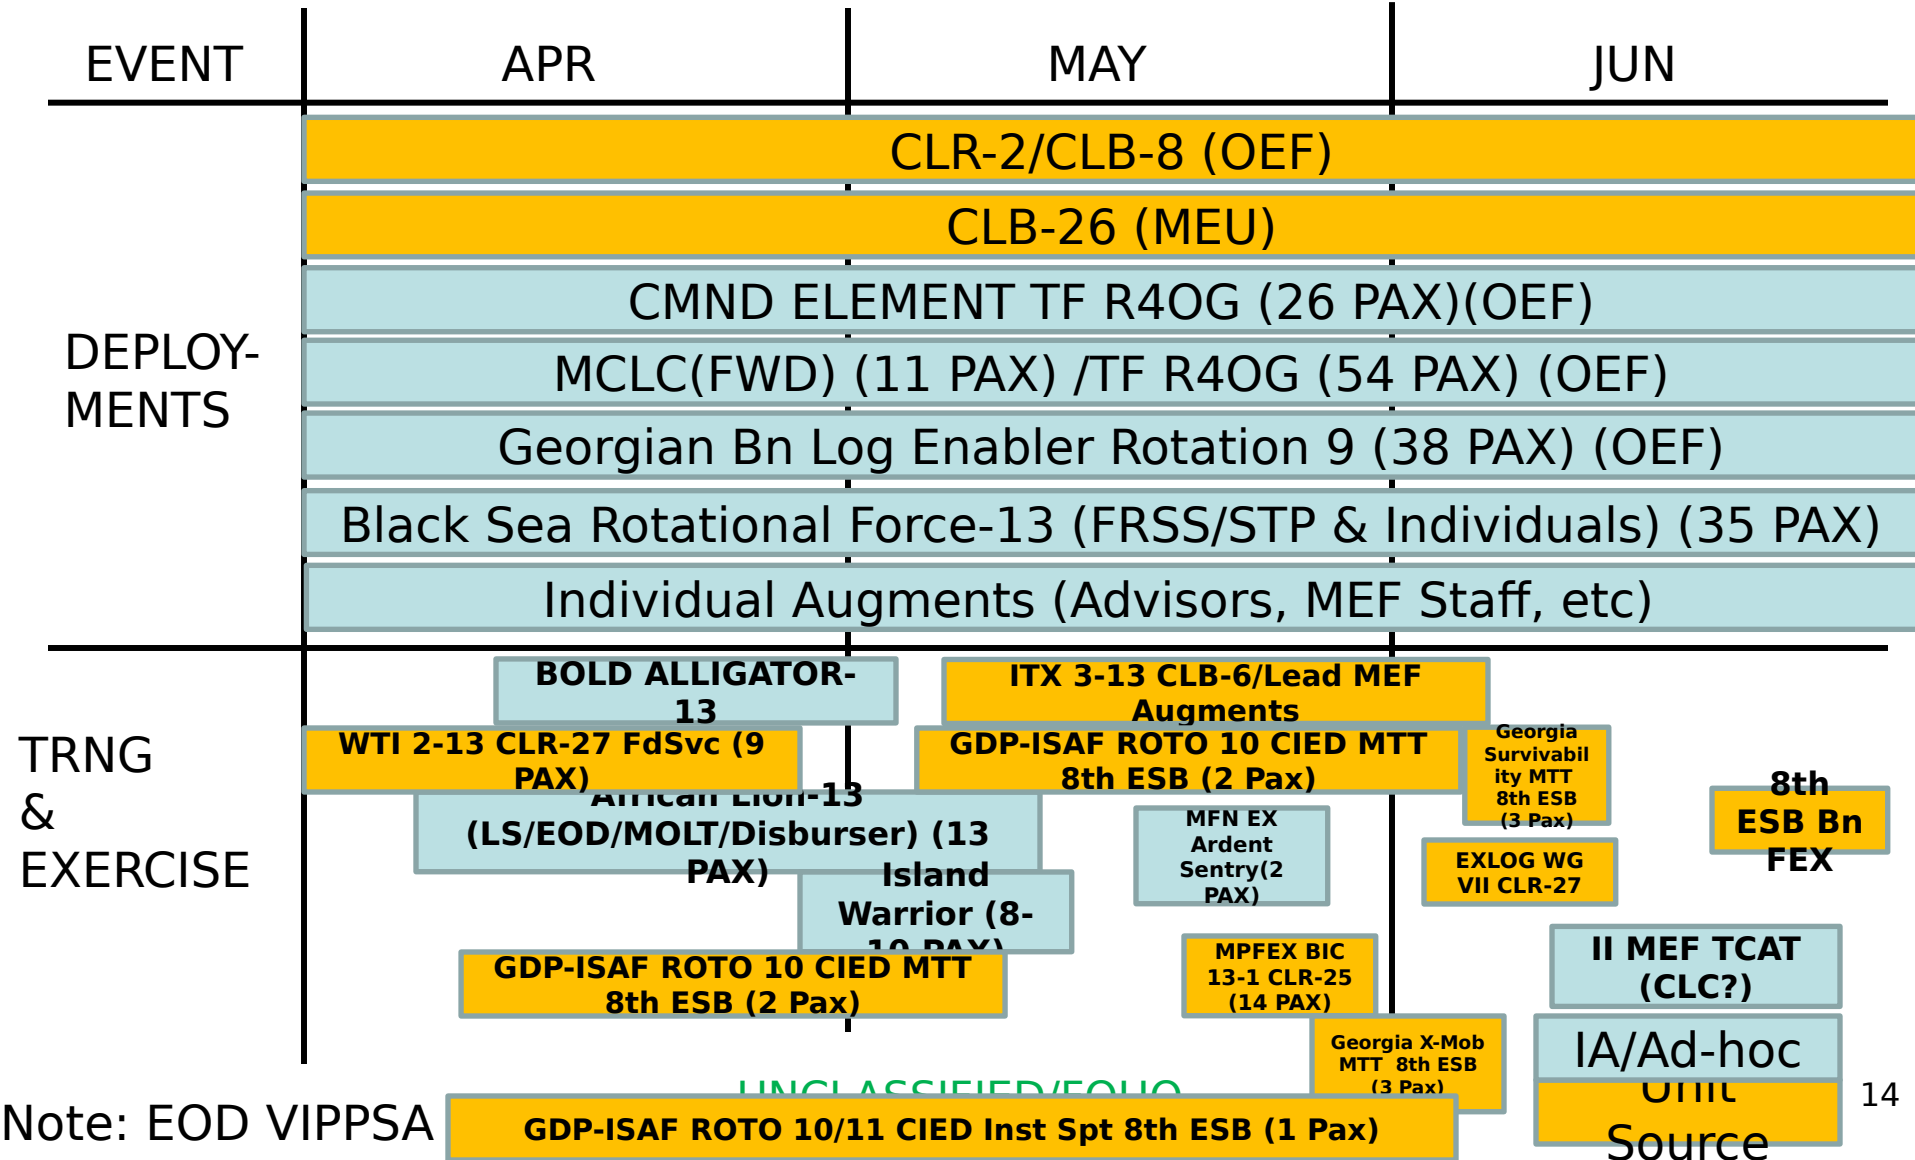 EVENT
APR
MAY
JUN
CLR-2/CLB-8 (OEF)
CLB-26 (MEU)
CMND ELEMENT TF R4OG (26 PAX)(OEF)
DEPLOY-
MENTS
MCLC(FWD) (11 PAX) /TF R4OG (54 PAX) (OEF)
Georgian Bn Log Enabler Rotation 9 (38 PAX) (OEF)
Black Sea Rotational Force-13 (FRSS/STP & Individuals) (35 PAX)
Individual Augments (Advisors, MEF Staff, etc)
TRNG
&
EXERCISE
BOLD ALLIGATOR-
13
ITX 3-13 CLB-6/Lead MEF
Augments
WTI 2-13 CLR-27 FdSvc (9
PAX)
GDP-ISAF ROTO 10 CIED MTT
8th ESB (2 Pax)
Georgia
Survivabil
ity MTT
8th ESB
(3 Pax)
8th
ESB Bn
FEX
African Lion-13
(LS/EOD/MOLT/Disburser) (13
PAX)
MFN EX
Ardent
Sentry(2
PAX)
EXLOG WG
VII CLR-27
Island
Warrior (8-
10 PAX)
GDP-ISAF ROTO 10 CIED MTT
8th ESB (2 Pax)
MPFEX BIC
13-1 CLR-25
(14 PAX)
II MEF TCAT
(CLC?)
Georgia X-Mob
MTT 8th ESB
(3 Pax)
IA/Ad-hoc
Unit
Source
UNCLASSIFIED/FOUO
14
Note: EOD VIPPSA
GDP-ISAF ROTO 10/11 CIED Inst Spt 8th ESB (1 Pax)